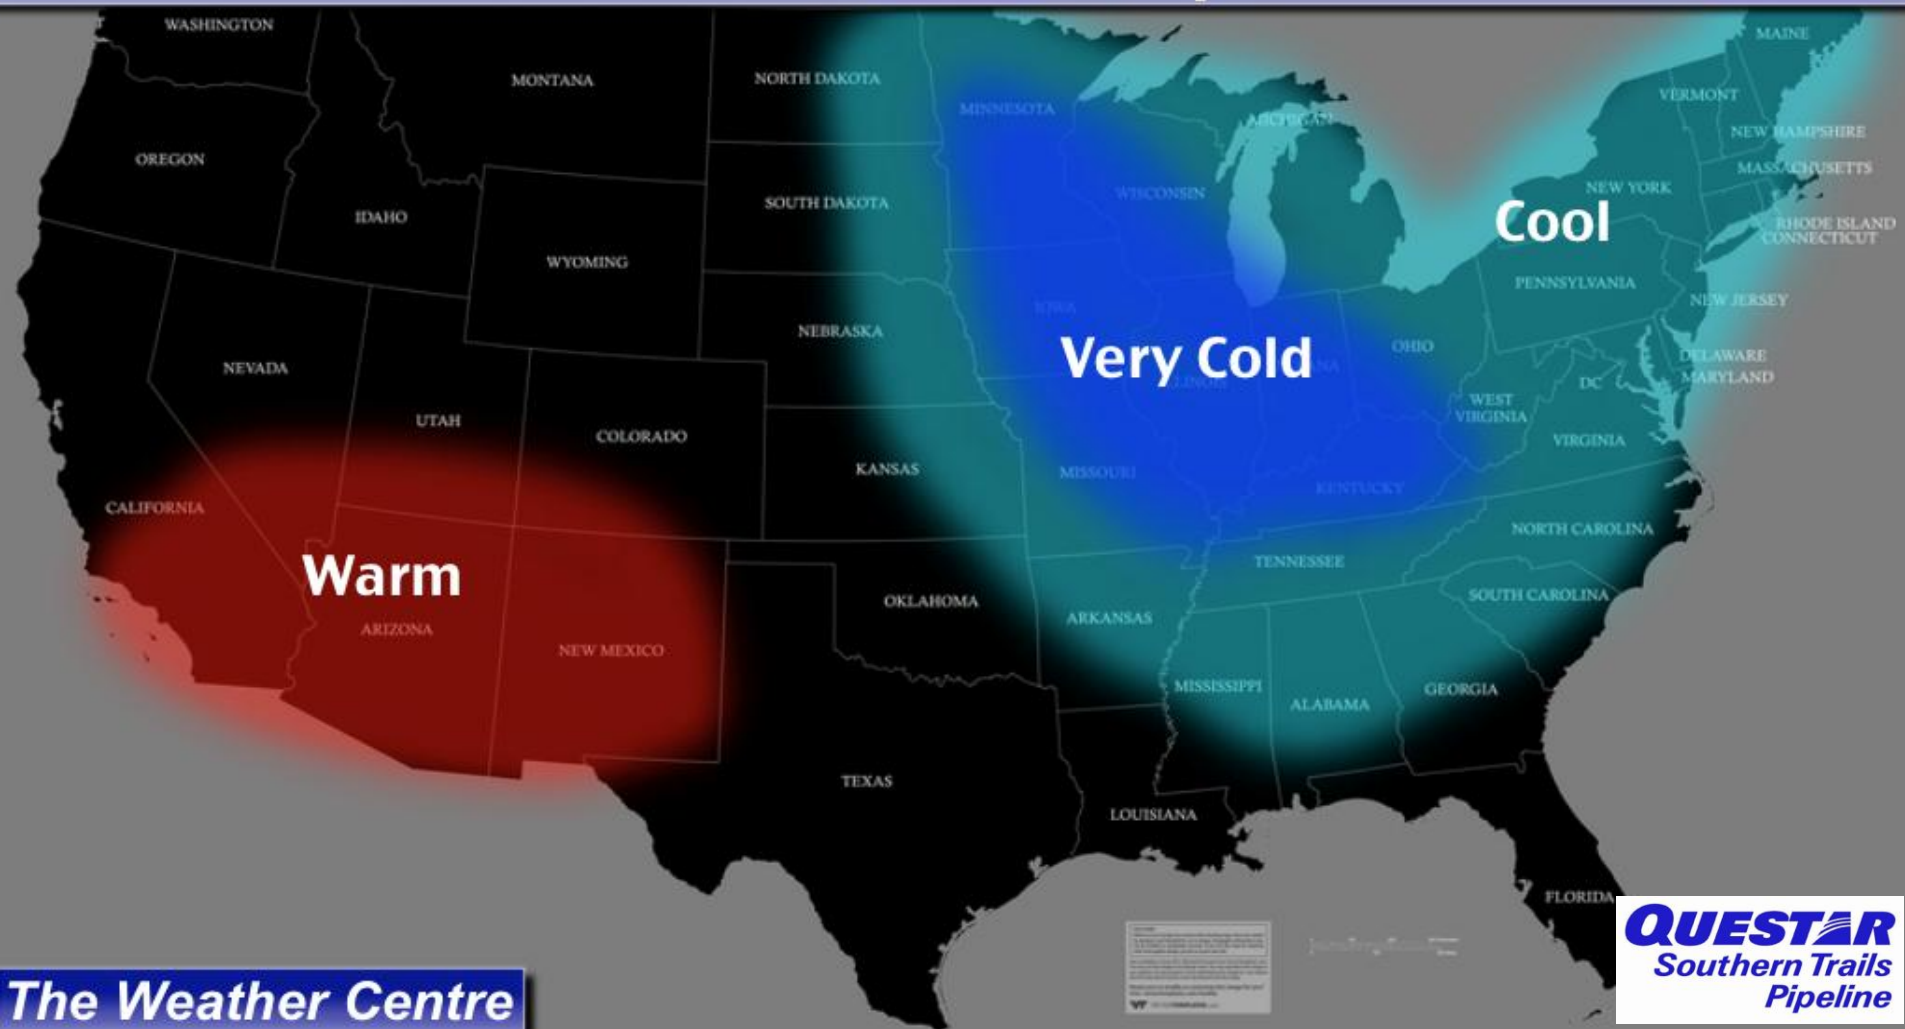 WASHINGTON
MAINE
MONTANA
NORTH DAKOTA
MINNESOTA
VERMONT
MICHIGAN
NEW HAMPSHIRE
OREGON
MASSACHUSETTS
WISCONSIN
NEW YORK
SOUTH DAKOTA
IDAHO
Cool
RHODE ISLAND
CONNECTICUT
WYOMING
PENNSYLVANIA
NEW JERSEY
IOWA
NEBRASKA
OHIO
Very Cold
DELAWARE
NEVADA
ILLINOIS
DC
MARYLAND
WEST
VIRGINIA
UTAH
COLORADO
VIRGINIA
KANSAS
MISSOURI
KENTUCKY
CALIFORNIA
NORTH CAROLINA
TENNESSEE
Warm
SOUTH CAROLINA
OKLAHOMA
ARKANSAS
ARIZONA
NEW MEXICO
MISSISSIPPI
GEORGIA
ALABAMA
TEXAS
LOUISIANA
FLORIDA
QUESTAR
Southern Trails
Pipeline
The Weather Centre